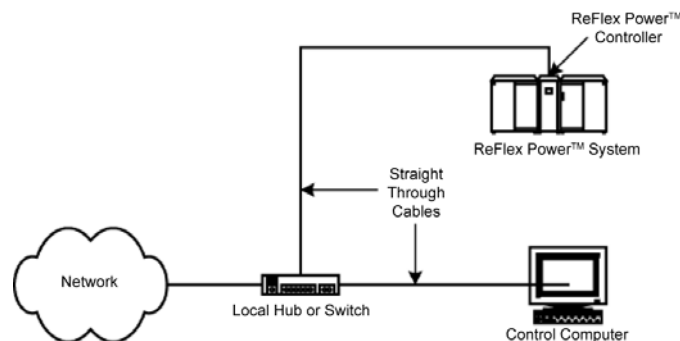 ReFlex Power™
Controller
ReFlex Power™ System
Straight
Through
Cables
Network
Local Hub or Switch
Control Computer